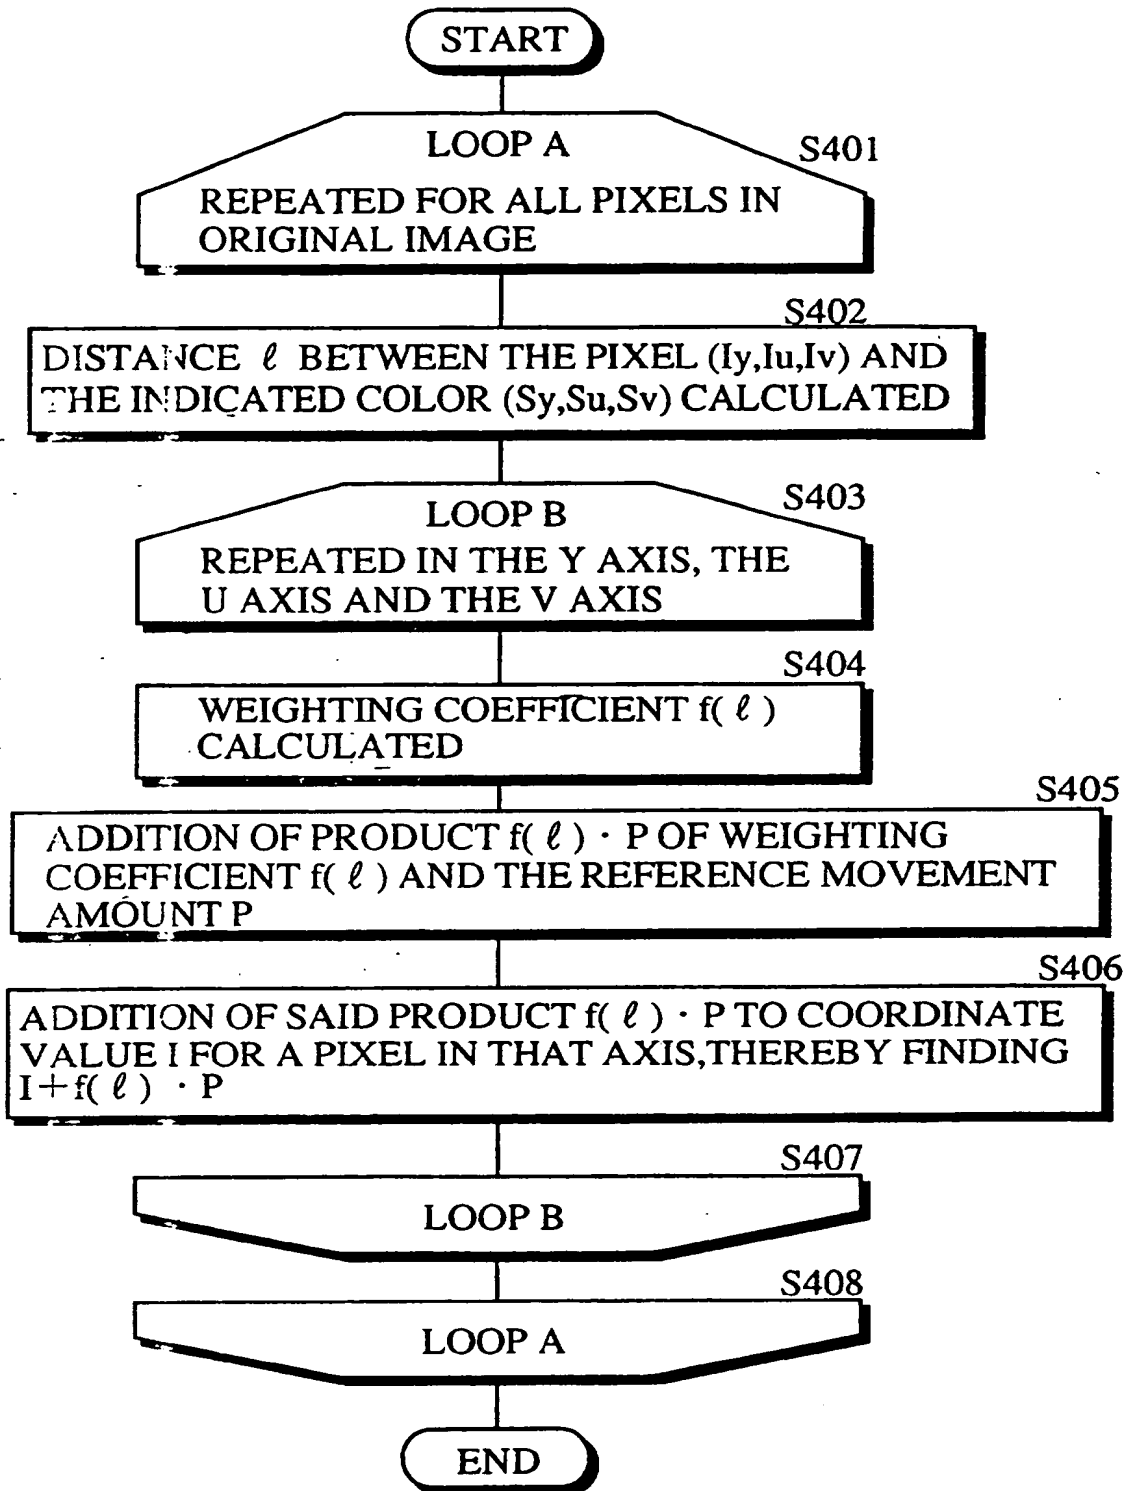 START
LOOP A
S401
REPEATED FOR ALL PIXELS IN
ORIGINAL IMAGE
S402
DISTANCE ℓ BETWEEN THE PIXEL (Iy,Iu,Iv) AND
THE INDICATED COLOR (Sy,Su,Sv) CALCULATED
S403
LOOP B
REPEATED IN THE Y AXIS, THE
U AXIS AND THE V AXIS
S404
WEIGHTING COEFFICIENT f( ℓ )
CALCULATED
S405
ADDITION OF PRODUCT f( ℓ ) · P OF WEIGHTING
COEFFICIENT f( ℓ ) AND THE REFERENCE MOVEMENT
AMOUNT P
S406
ADDITION OF SAID PRODUCT f( ℓ ) · P TO COORDINATE
VALUE I FOR A PIXEL IN THAT AXIS,THEREBY FINDING
I+f( ℓ ) · P
S407
LOOP B
S408
LOOP A
END